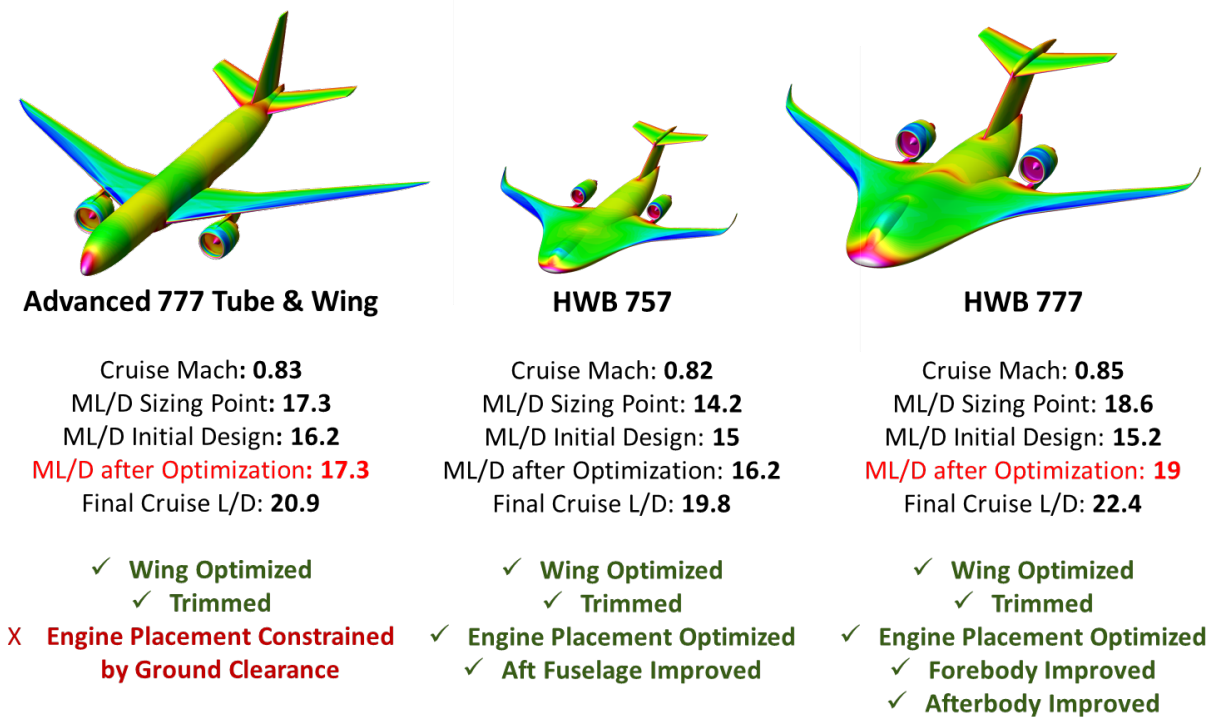 Advanced 777 Tube & Wing
Cruise Mach: 0.83
ML/D Sizing Point: 17.3
ML/D Initial Design: 16.2
ML/D after Optimization: 17.3
Final Cruise L/D: 20.9
✓ Wing Optimized
✓ Trimmed
X Engine Placement Constrained
by Ground Clearance
HWB 757
Cruise Mach: 0.82
ML/D Sizing Point: 14.2
ML/D Initial Design: 15
ML/D after Optimization: 16.2
Final Cruise L/D: 19.8
✓ Wing Optimized
✓ Trimmed
✓ Engine Placement Optimized
✓ Aft Fuselage Improved
HWB 777
Cruise Mach: 0.85
ML/D Sizing Point: 18.6
ML/D Initial Design: 15.2
ML/D after Optimization: 19
Final Cruise L/D: 22.4
✓ Wing Optimized
✓ Trimmed
✓ Engine Placement Optimized
✓ Forebody Improved
✓ Afterbody Improved